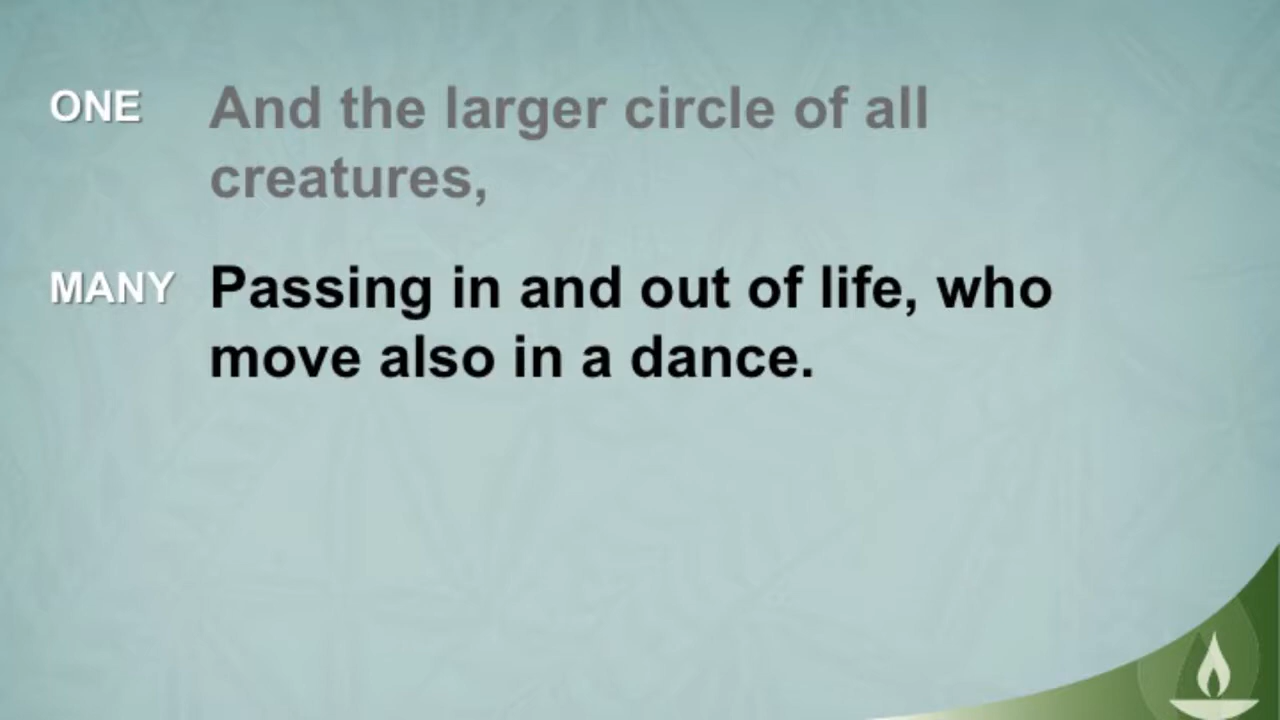 ONE And the larger circle of all
creatures,
MANY Passing in and out of life, who
move also in a dance.